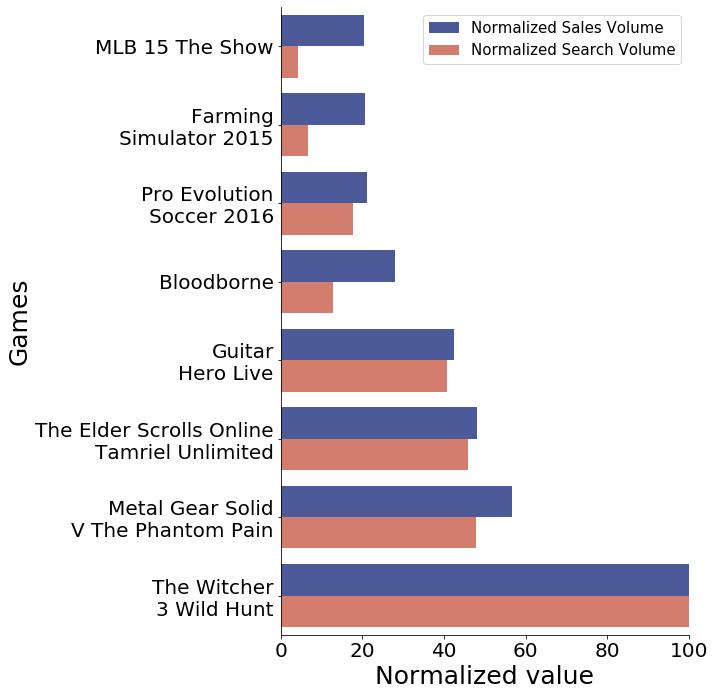 Normalized Sales Volume
Normalized Search Volume
MLB 15 The Show
Farming
Simulator 2015
Pro Evolution
Soccer 2016
Bloodborne
Guitar
Hero Live
The Elder Scrolls Online
Tamriel Unlimited
Metal Gear Solid
V The Phantom Pain
The Witcher
3 Wild Hunt
Games
0 20 40 60 80 100
Normalized value